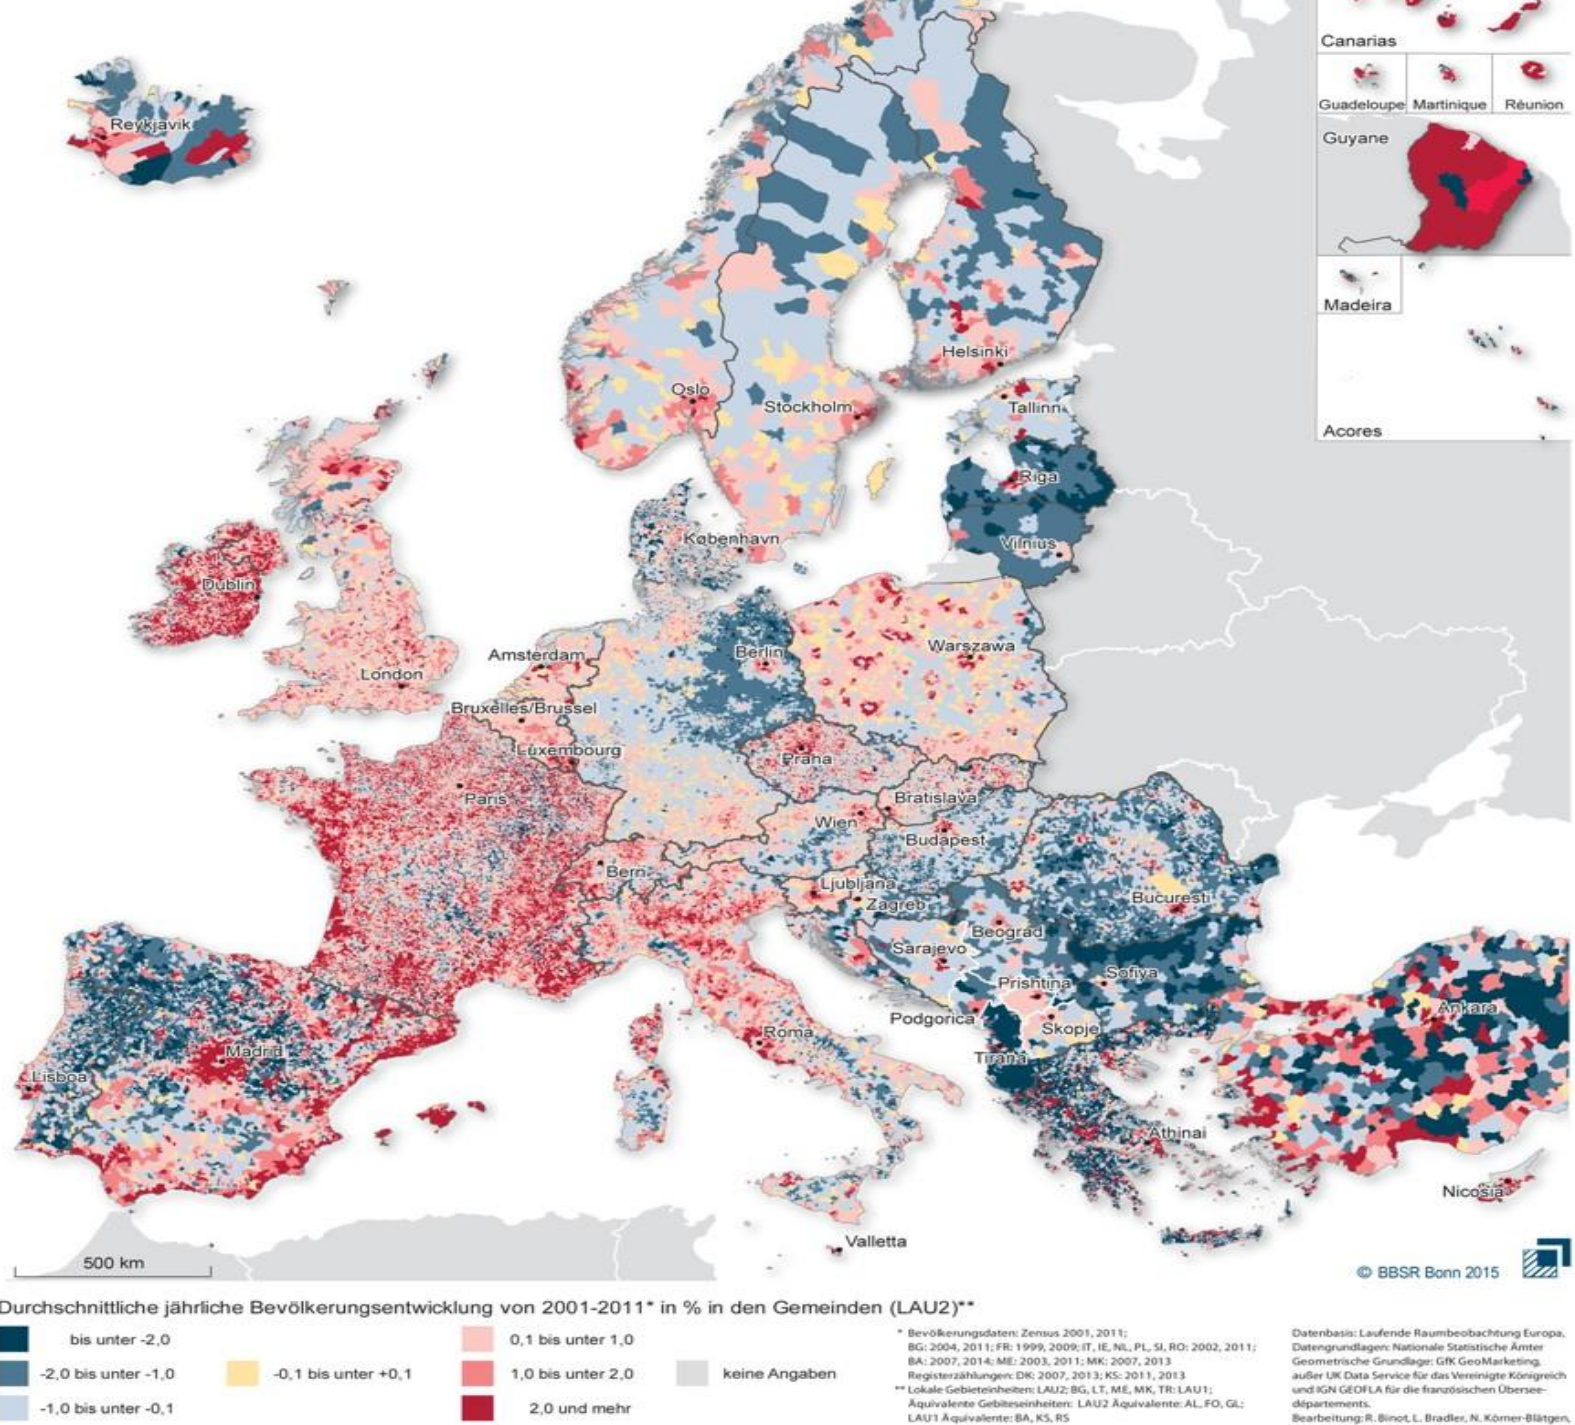 Canarias
Guadeloupe Martinique Réunion
Guyane
Madeira
Acores
Reykjavik
Oslo
Stockholm
Helsinki
Tallinn
Riga
Vilnius
København
Dublin
London
Amsterdam
Bruxelles/Brussel
Luxembourg
Berlin
Warszawa
Paris
Praha
Bratislava
Wien
Budapest
Bern
Ljubljana
Zagreb
Bucuresti
Beograd
Sarajevo
Sofiya
Prishtina
Podgorica
Skopje
Tirana
Ankara
Roma
Madrid
Lisboa
Athinai
Nicosia
Valletta
500 km
© BBSR Bonn 2015
Durchschnittliche jährliche Bevölkerungsentwicklung von 2001-2011* in % in den Gemeinden (LAU2)**
bis unter -2,0
-2,0 bis unter -1,0
-1,0 bis unter -0,1
-0,1 bis unter +0,1
0,1 bis unter 1,0
1,0 bis unter 2,0
2,0 und mehr
keine Angaben
* Bevölkerungsdaten: Zensus 2001, 2011;
BG: 2004, 2011; FR: 1999, 2009; IT, IE, NL, PL, SI, RO: 2002, 2011;
BA: 2007, 2014; ME: 2003, 2011; MK: 2007, 2013
Registerzählungen: DK: 2007, 2013; KS: 2011, 2013
** Lokale Gebieteinheiten: LAU2; BG, LT, ME, MK, TR: LAU1;
Äquivalente Gebiteseinheiten: LAU2 Äquivalente: AL, FO, GL;
LAU1 Äquivalente: BA, KS, RS
Datenbasis: Laufende Raumbeobachtung Europa,
Datengrundlagen: Nationale Statistische Ämter
Geometrische Grundlage: GfK GeoMarketing,
außer UK Data Service für das Vereinigte Königreich
und IGN GEOFLA für die französischen Übersee-
départements.
Bearbeitung: R. Binot, L. Bradler, N. Körner-Blätgen,